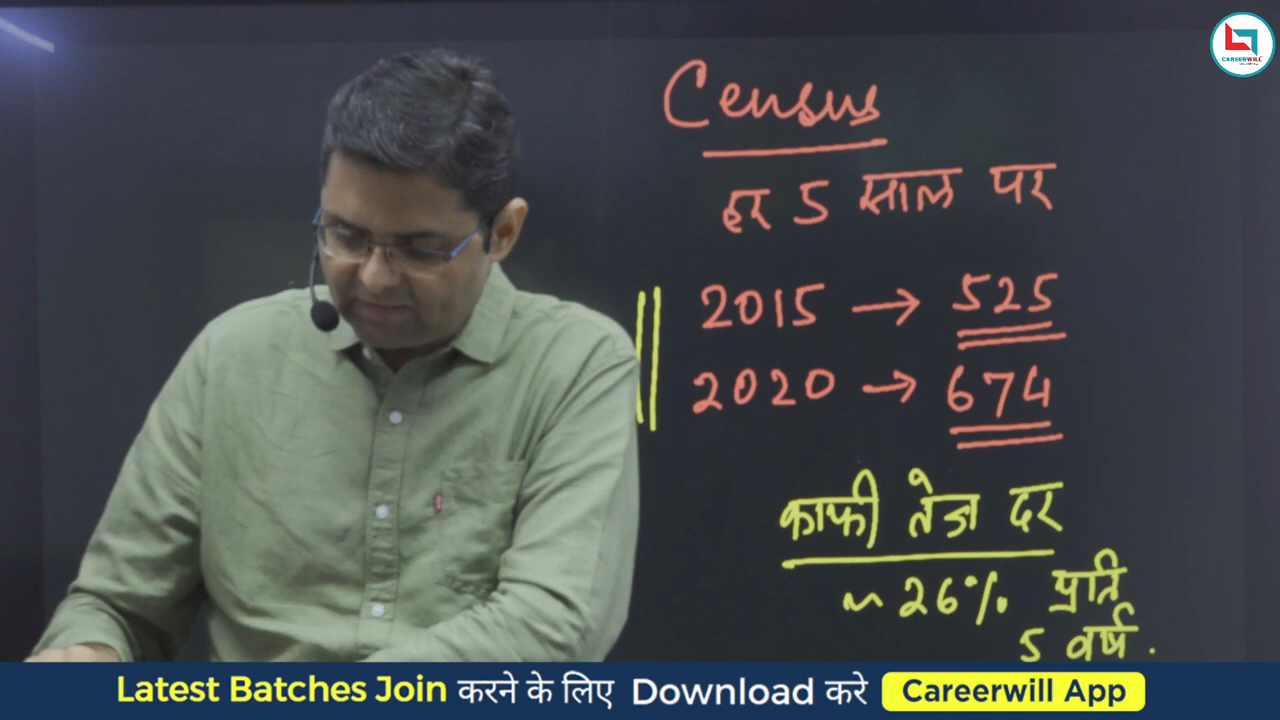 CAREERWILL
Census
हर 5 साल पर
2015 → 525
2020 → 674
काफी तेज दर
~ 26% प्रति
5 वर्ष.
Latest Batches Join करने के लिए Download करे Careerwill App